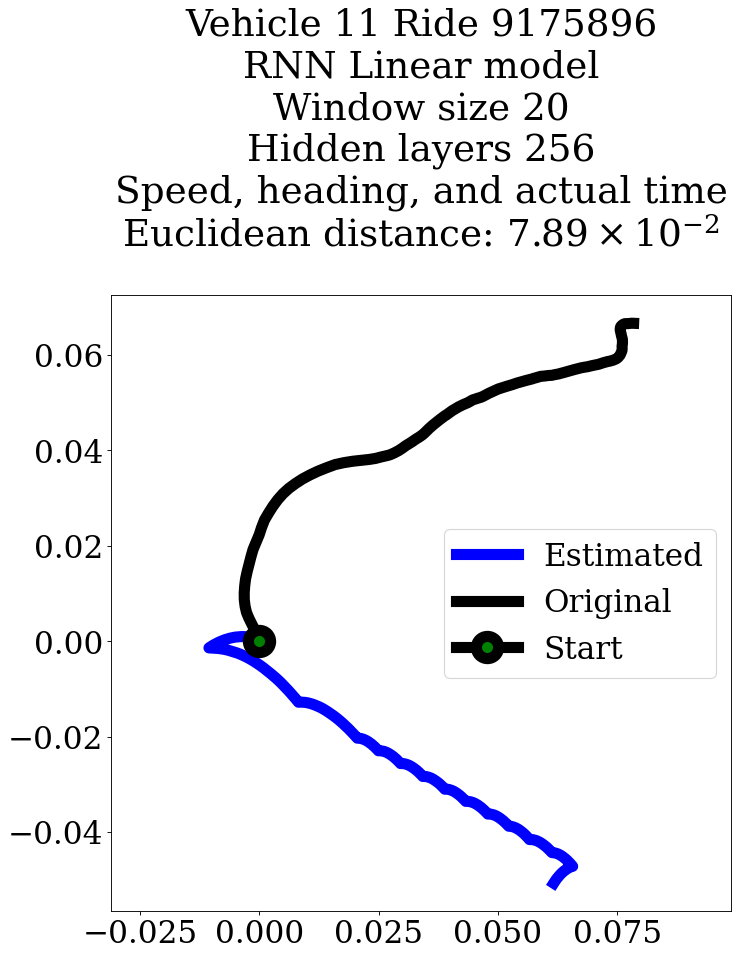 Vehicle 11 Ride 9175896
RNN Linear model
Window size 20
Hidden layers 256
Speed, heading, and actual time
Euclidean distance: 7.89 × 10⁻²
0.06
0.04
0.02
0.00
−0.02
−0.04
Estimated
Original
Start
−0.025 0.000 0.025 0.050 0.075